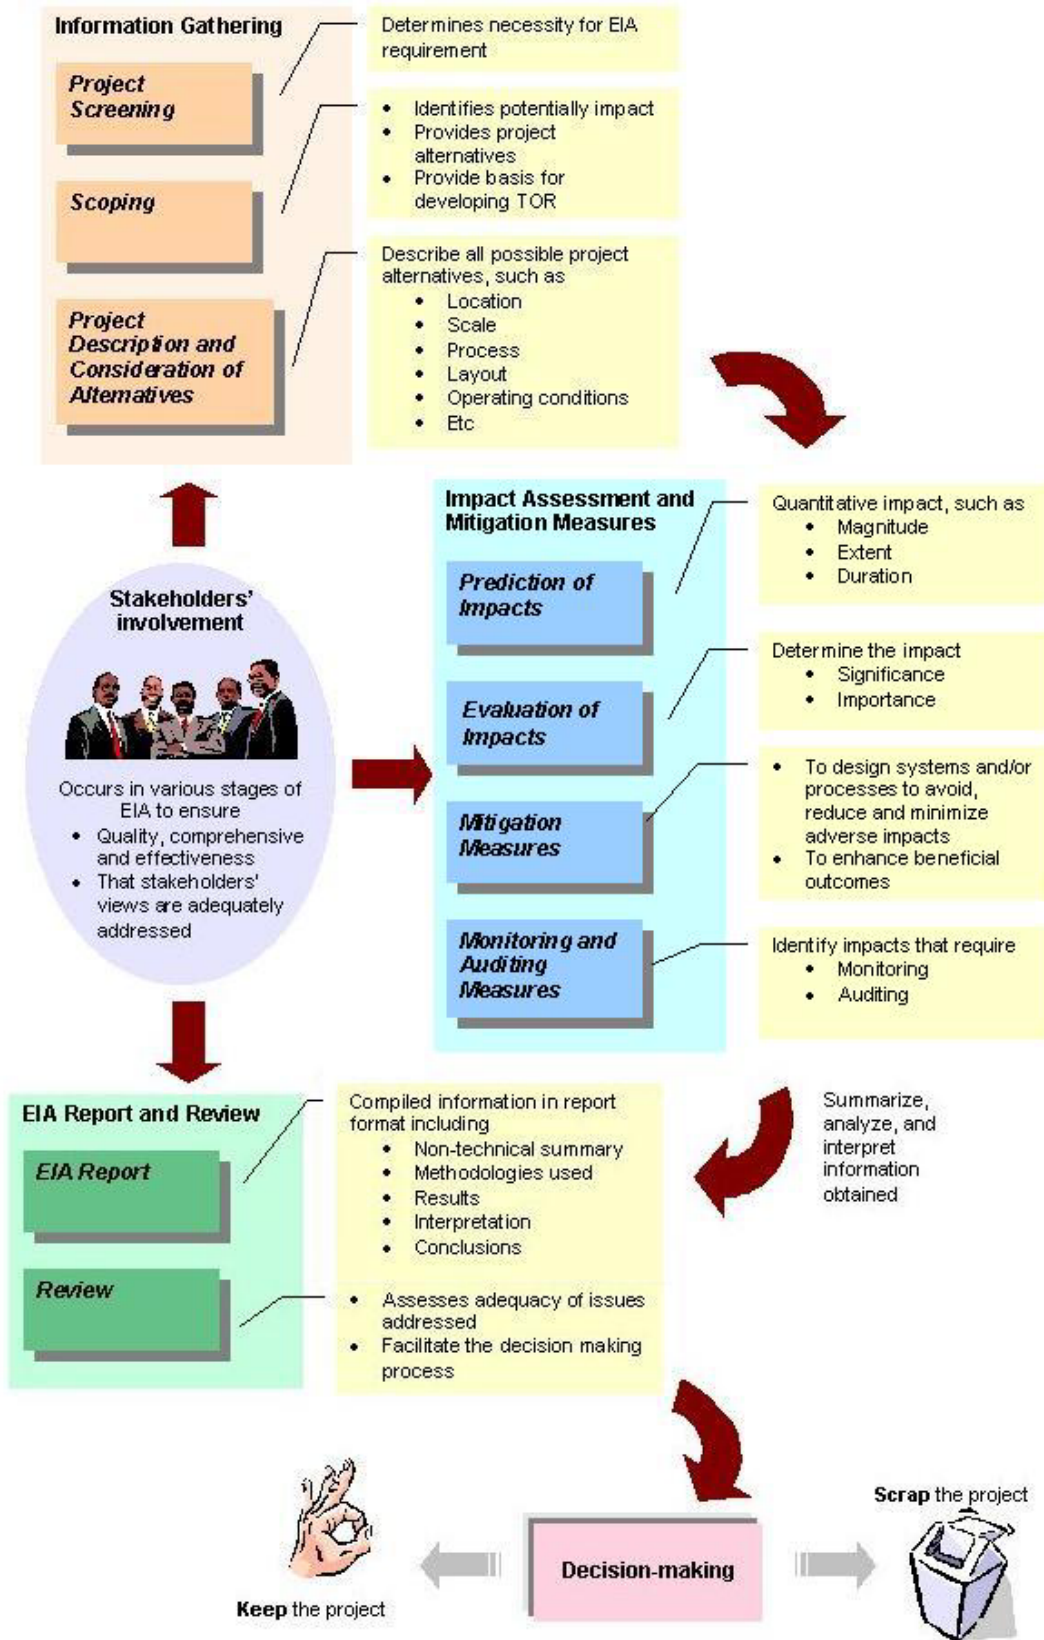 Information Gathering
Project
Screening
Determines necessity for EIA
requirement
Scoping
• Identifies potentially impact
• Provides project
alternatives
• Provide basis for
developing TOR
Project
Description and
Consideration of
Alternatives
Describe all possible project
alternatives, such as
• Location
• Scale
• Process
• Layout
• Operating conditions
• Etc
Stakeholders'
involvement
Occurs in various stages of
EIA to ensure
• Quality, comprehensive
and effectiveness
• That stakeholders'
views are adequately
addressed
Impact Assessment and
Mitigation Measures
Prediction of
Impacts
Quantitative impact, such as
• Magnitude
• Extent
• Duration
Evaluation of
Impacts
Determine the impact
• Significance
• Importance
Mitigation
Measures
• To design systems and/or
processes to avoid,
reduce and minimize
adverse impacts
• To enhance beneficial
outcomes
Monitoring and
Auditing
Measures
Identify impacts that require
• Monitoring
• Auditing
Summarize,
analyze, and
interpret
information
obtained
EIA Report and Review
EIA Report
Compiled information in report
format including
• Non-technical summary
• Methodologies used
• Results
• Interpretation
• Conclusions
Review
• Assesses adequacy of issues
addressed
• Facilitate the decision making
process
Decision-making
Keep the project
Scrap the project